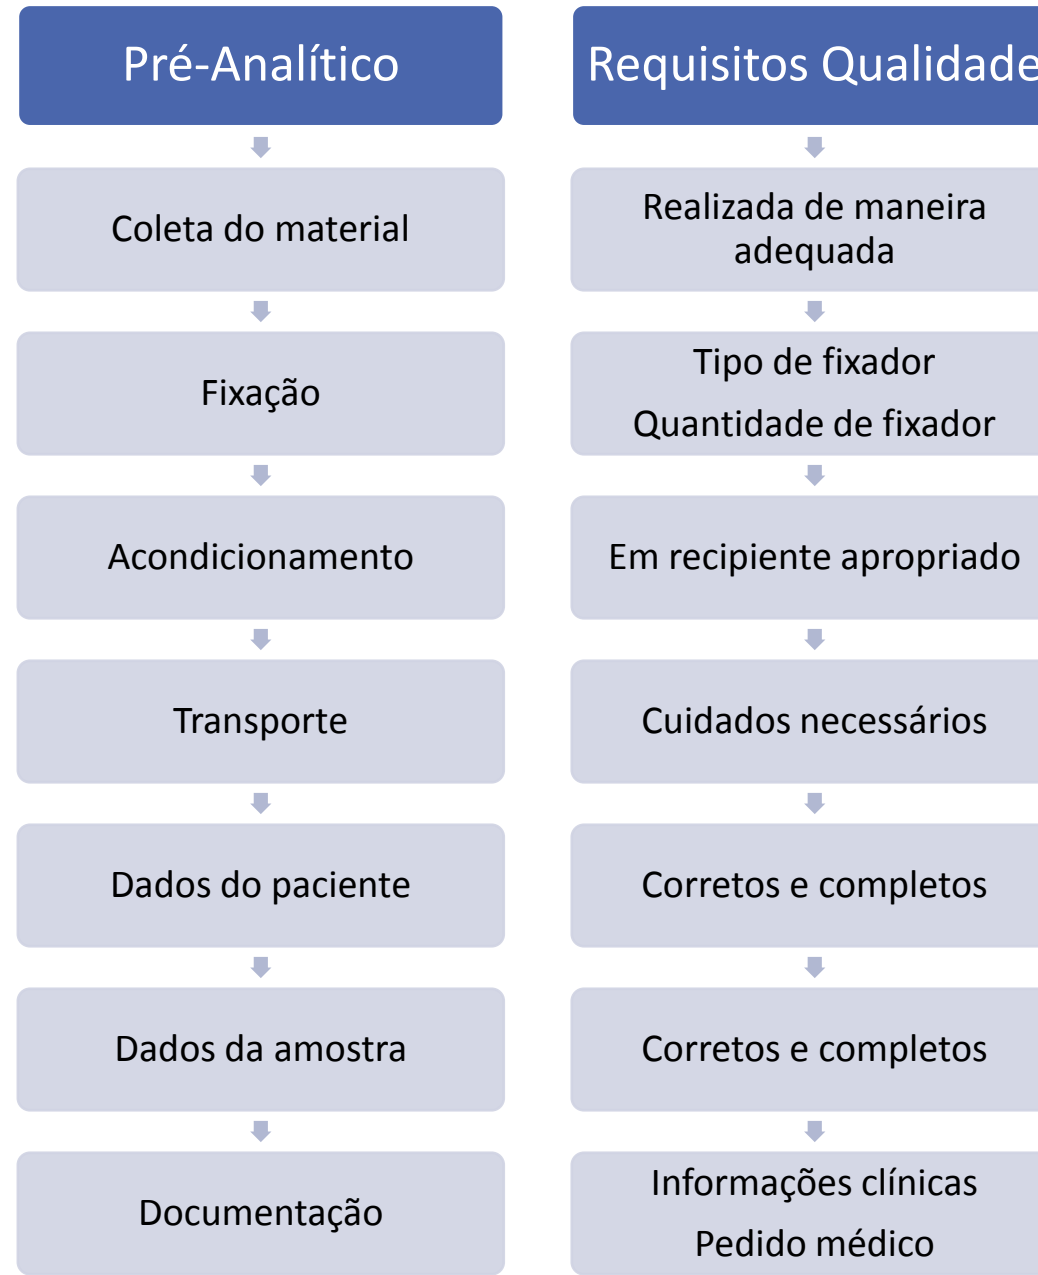 Pré-Analítico
Coleta do material
Fixação
Acondicionamento
Transporte
Dados do paciente
Dados da amostra
Documentação
Requisitos Qualidade
Realizada de maneira
adequada
Tipo de fixador
Quantidade de fixador
Em recipiente apropriado
Cuidados necessários
Corretos e completos
Corretos e completos
Informações clínicas
Pedido médico